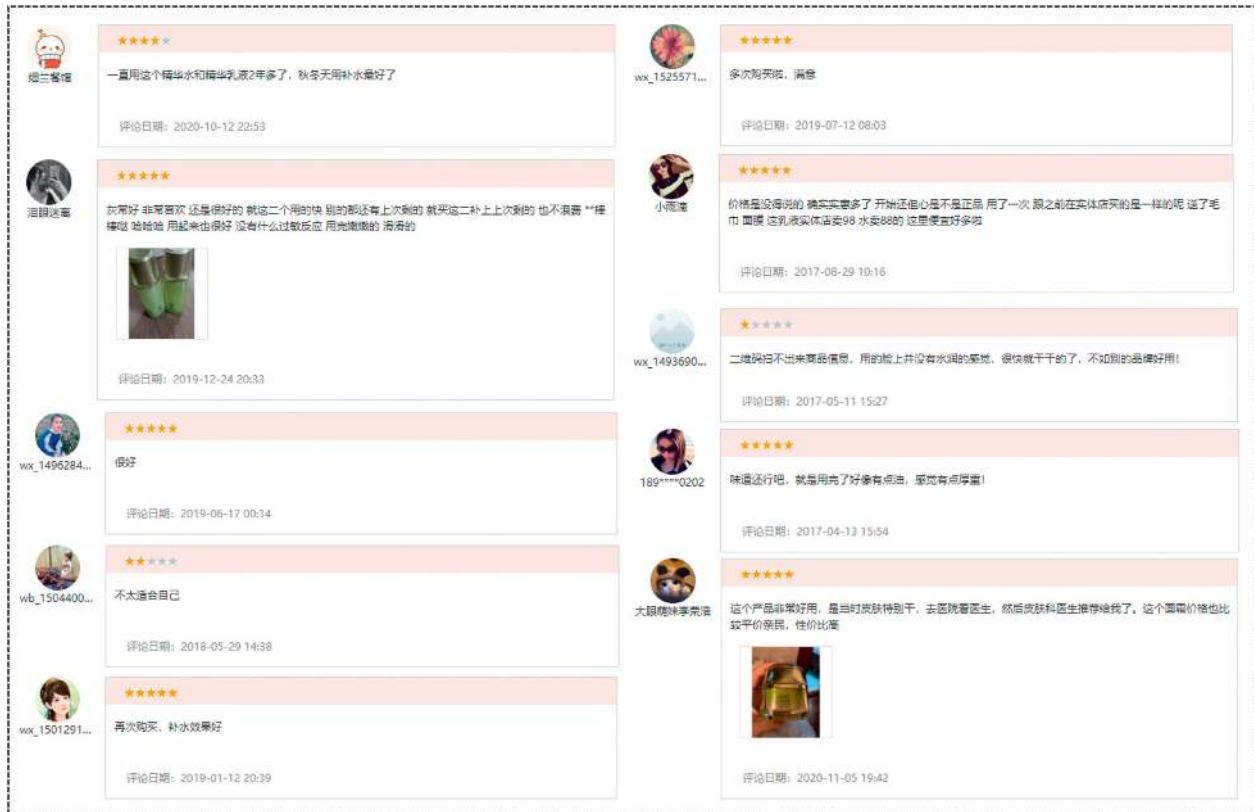 烟兰餐馆
一直用这个精华水和精华乳液2年多了，秋冬天用补水最好了
评论日期：2020-10-12 22:53
泪眼迷离
灰常好 非常喜欢 还是很好的 就这二个用的快 别的都还有上次剩的 就买这二补上上次剩的 也不浪费 **棒
棒哒 哈哈哈 用起来也很好 没有什么过敏反应 用完嫩嫩的 滑滑的
评论日期：2019-12-24 20:33
wx_1496284...
很好
评论日期：2019-06-17 00:14
wb_1504400...
不太适合自己
评论日期：2018-05-29 14:38
wx_1501291...
再次购买，补水效果好
评论日期：2019-01-12 20:39
wx_1525571...
多次购买啦，满意
评论日期：2019-07-12 08:03
小雨滴
价格是没得说的 确实实惠多了 开始还但心是不是正品 用了一次 跟之前在实体店买的是一样的呢 送了毛
巾 面膜 这乳液实体店卖98 水卖88的 这里便宜好多啦
评论日期：2017-08-29 10:16
wx_1493690...
二维码扫不出来商品信息，用的脸上并没有水润的感觉，很快就干干的了，不如别的品牌好用！
评论日期：2017-05-11 15:27
189****0202
味道还行吧，就是用完了好像有点油，感觉有点厚重！
评论日期：2017-04-13 15:54
大眼萌妹李荣浩
这个产品非常好用，是当时皮肤特别干，去医院看医生，然后皮肤科医生推荐给我了。这个面霜价格也比
较平价亲民，性价比高
评论日期：2020-11-05 19:42